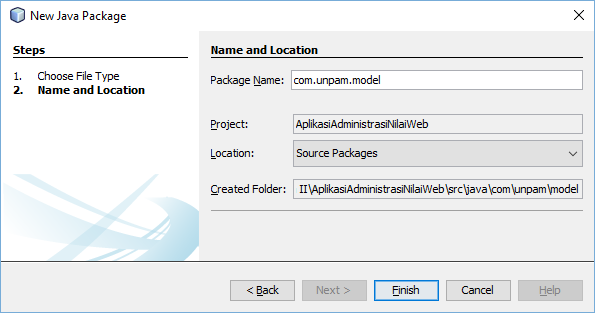 New Java Package
Steps
1. Choose File Type
2. Name and Location
Name and Location
Package Name: com.unpam.model
Project: AplikasiAdministrasiNilaiWeb
Location: Source Packages
Created Folder: II\AplikasiAdministrasiNilaiWeb\src\java\com\unpam\model
< Back Next > Finish Cancel Help